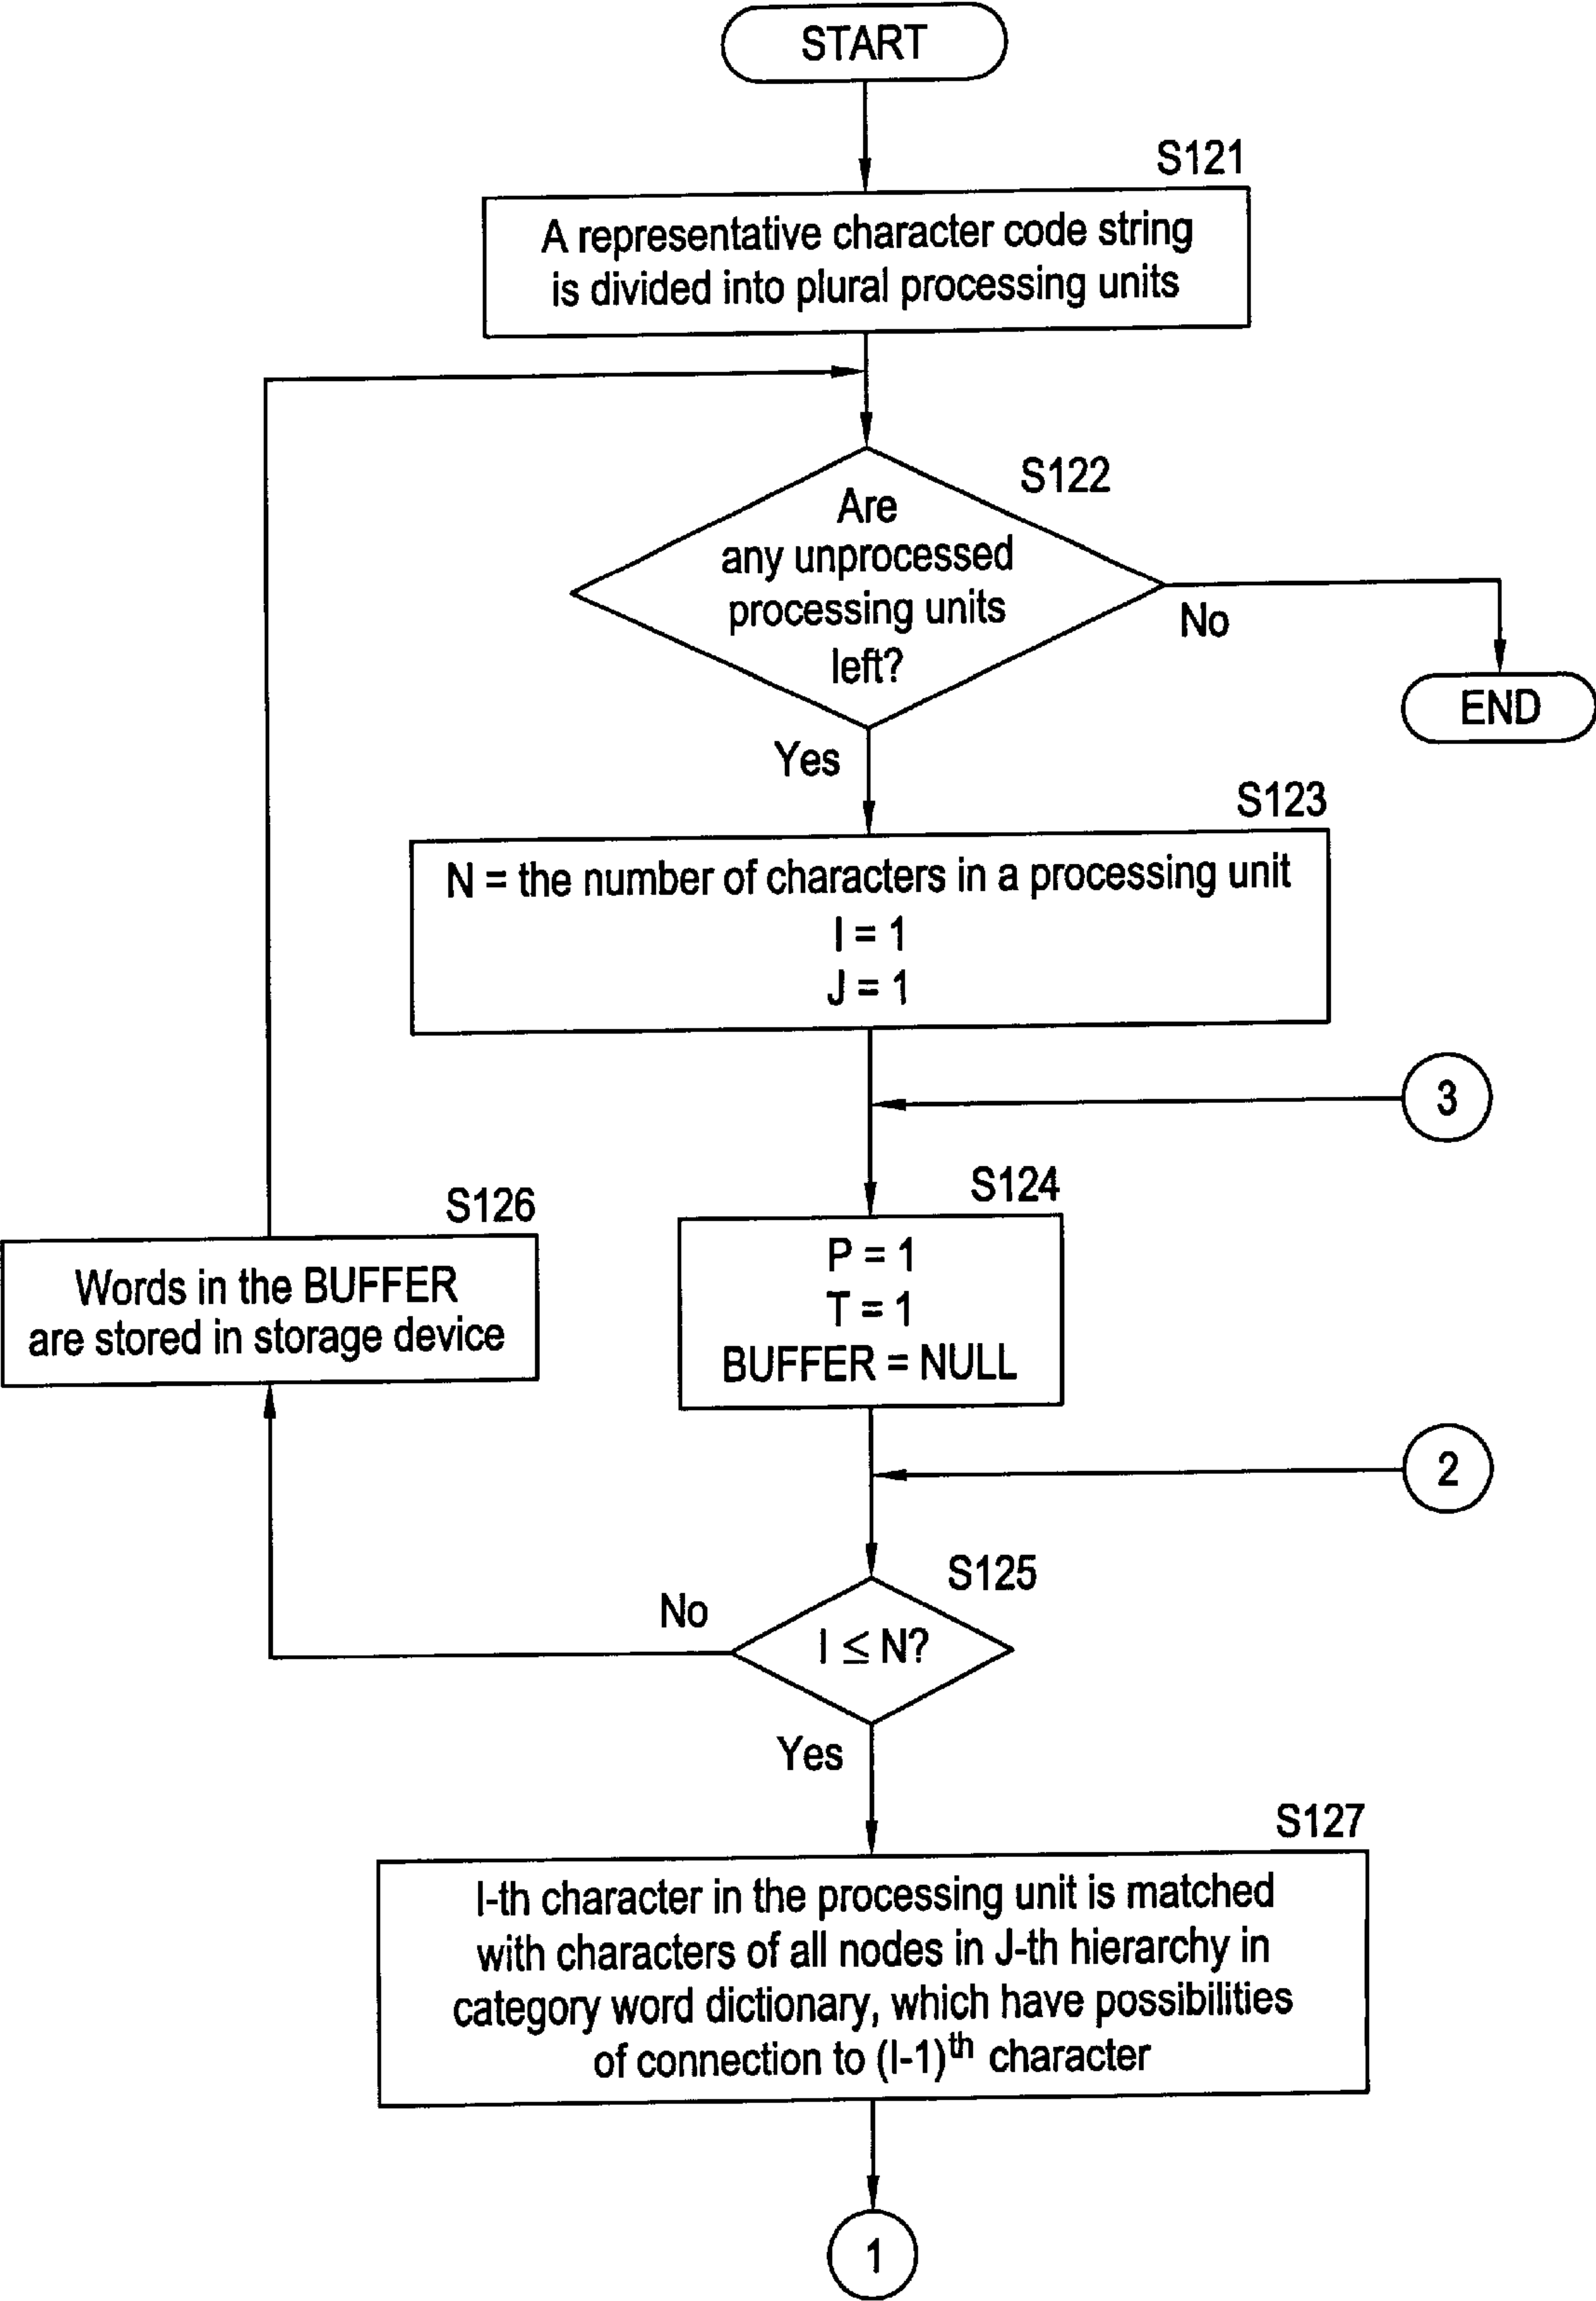 START
S121
A representative character code string
is divided into plural processing units
S122
Are
any unprocessed
processing units
left?
No
END
Yes
S123
N = the number of characters in a processing unit
I = 1
J = 1
3
S124
P = 1
T = 1
BUFFER = NULL
S126
Words in the BUFFER
are stored in storage device
2
S125
No
I ≤ N?
Yes
S127
I-th character in the processing unit is matched
with characters of all nodes in J-th hierarchy in
category word dictionary, which have possibilities
of connection to (I-1)th character
1